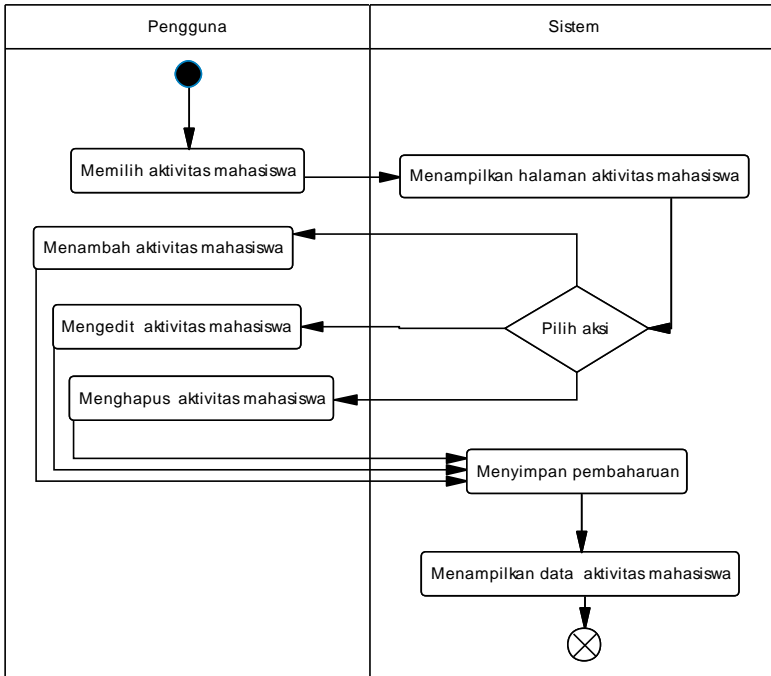 Pengguna
Sistem
Memilih aktivitas mahasiswa
Menampilkan halaman aktivitas mahasiswa
Menambah aktivitas mahasiswa
Mengedit aktivitas mahasiswa
Pilih aksi
Menghapus aktivitas mahasiswa
Menyimpan pembaharuan
Menampilkan data aktivitas mahasiswa